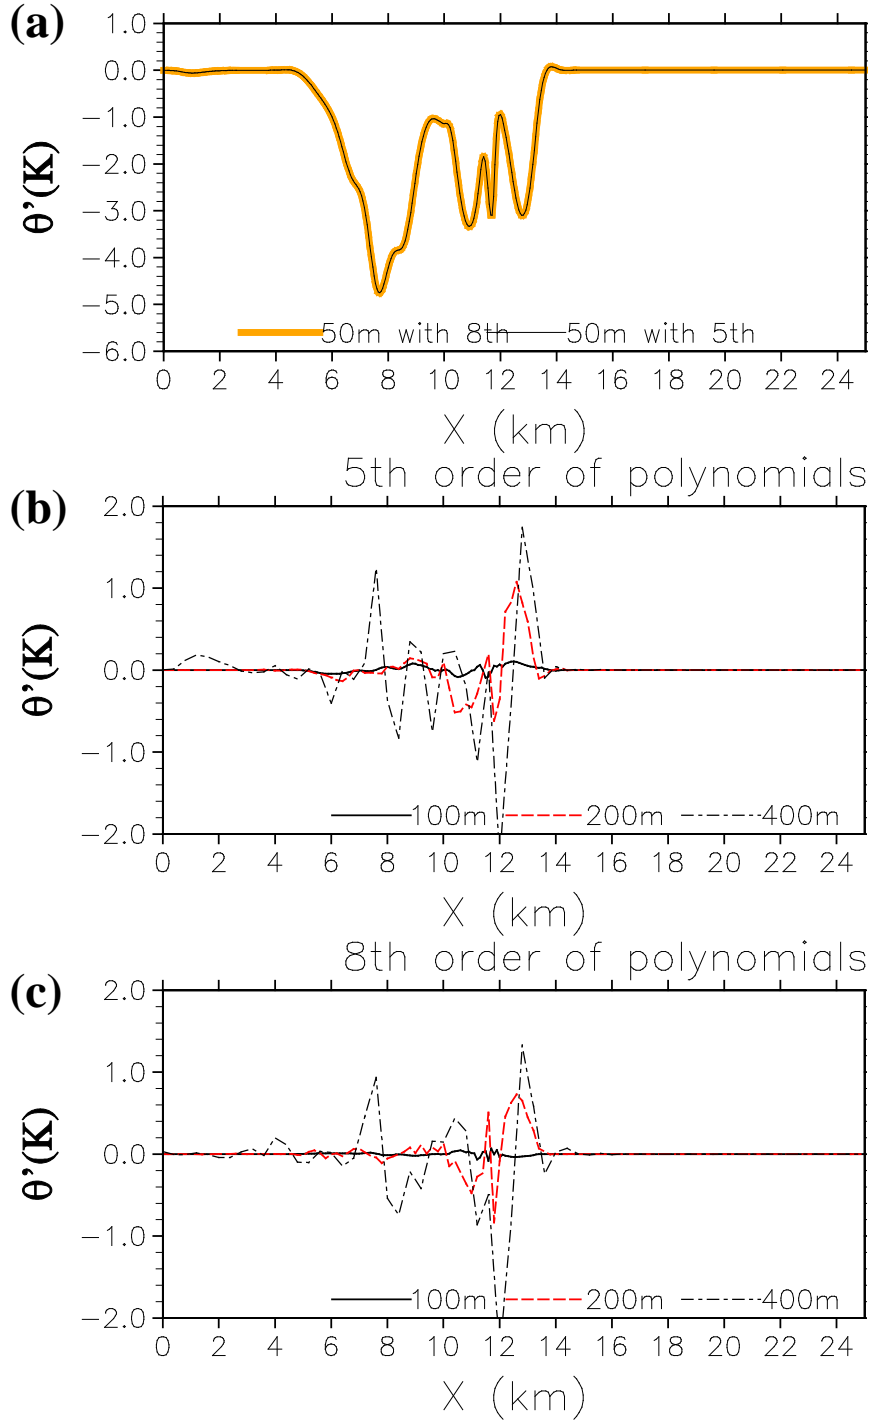 (a)
1.0
0.0
−1.0
−2.0
−3.0
−4.0
−5.0
−6.0
θ’(K)
50m with 8th 50m with 5th
0 2 4 6 8 10 12 14 16 18 20 22 24
X (km)
5th order of polynomials
(b)
2.0
1.0
0.0
−1.0
−2.0
θ’(K)
100m 200m 400m
0 2 4 6 8 10 12 14 16 18 20 22 24
X (km)
8th order of polynomials
(c)
2.0
1.0
0.0
−1.0
−2.0
θ’(K)
100m 200m 400m
0 2 4 6 8 10 12 14 16 18 20 22 24
X (km)